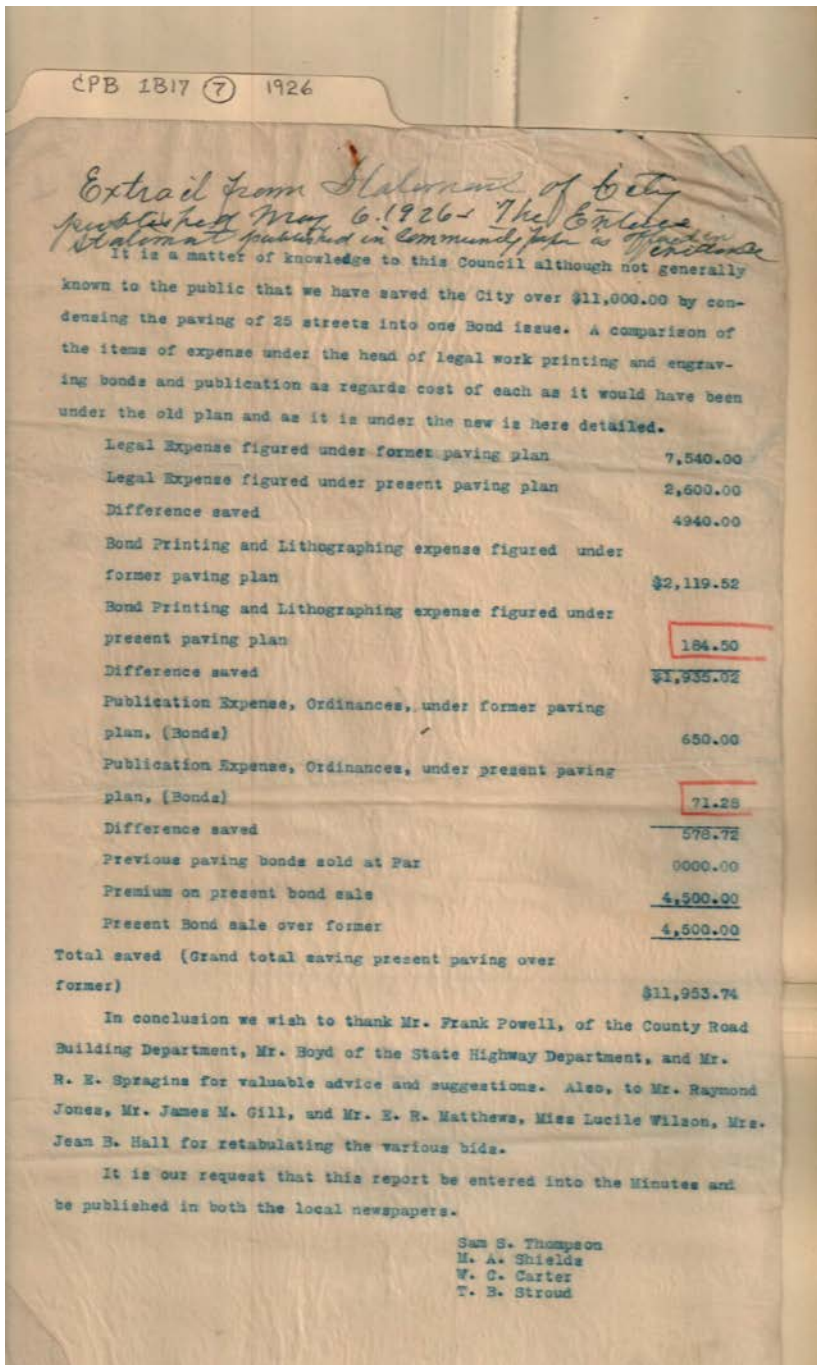 CPB 1B17 7 1926
Extrait from Statement of City
published May 6. 1926 - The Entire
Statement published in Community paper as offered in
evidence
It is a matter of knowledge to this Council although not generally
known to the public that we have saved the City over $11,000.00 by con-
densing the paving of 25 streets into one Bond issue. A comparison of
the items of expense under the head of legal work printing and engrav-
ing bonds and publication as regards cost of each as it would have been
under the old plan and as it is under the new is here detailed.
Legal Expense figured under former paving plan 7,540.00
Legal Expense figured under present paving plan 2,600.00
Difference saved 4940.00
Bond Printing and Lithographing expense figured under
former paving plan $2,119.52
Bond Printing and Lithographing expense figured under
present paving plan 184.50
Difference saved $1,935.02
Publication Expense, Ordinances, under former paving
plan, (Bonds) 650.00
Publication Expense, Ordinances, under present paving
plan, (Bonds) 71.28
Difference saved 578.72
Previous paving bonds sold at Par 0000.00
Premium on present bond sale 4,500.00
Present Bond sale over former 4,500.00
Total saved (Grand total saving present paving over
former) $11,953.74
In conclusion we wish to thank Mr. Frank Powell, of the County Road
Building Department, Mr. Boyd of the State Highway Department, and Mr.
R. E. Spragins for valuable advice and suggestions. Also, to Mr. Raymond
Jones, Mr. James M. Gill, and Mr. E. R. Matthews, Miss Lucile Wilson, Mrs.
Jean B. Hall for retabulating the various bids.
It is our request that this report be entered into the Minutes and
be published in both the local newspapers.
Sam S. Thompson
M. A. Shields
W. C. Carter
T. B. Stroud